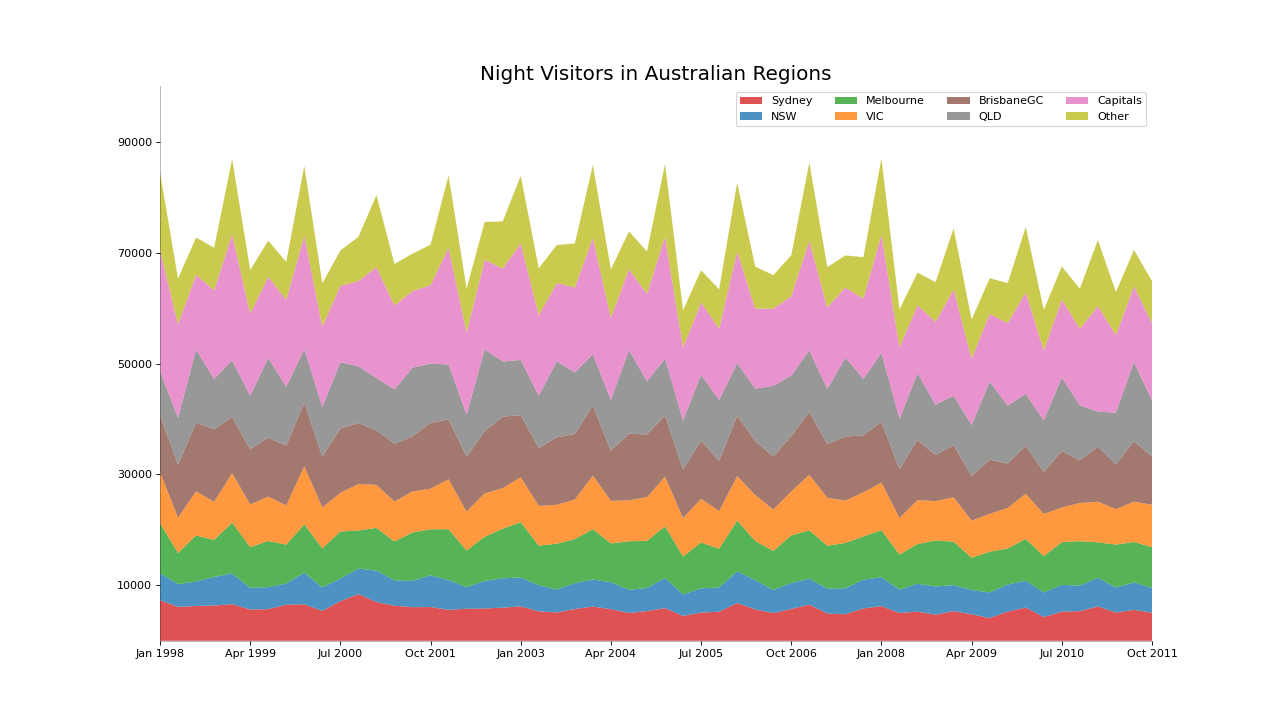 Night Visitors in Australian Regions
Sydney Melbourne BrisbaneGC Capitals
NSW VIC QLD Other
90000
70000
50000
30000
10000
Jan 1998 Apr 1999 Jul 2000 Oct 2001 Jan 2003 Apr 2004 Jul 2005 Oct 2006 Jan 2008 Apr 2009 Jul 2010 Oct 2011